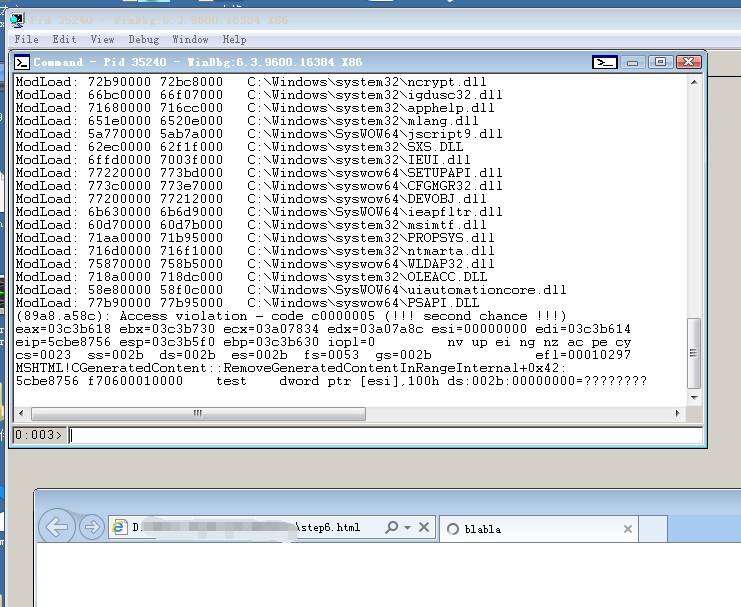 Pid 35240 - WinDbg:6.3.9600.16384 X86
File Edit View Debug Window Help
Command - Pid 35240 - WinDbg:6.3.9600.16384 X86
ModLoad: 72b90000 72bc8000   C:\Windows\system32\ncrypt.dll
ModLoad: 66bc0000 66f07000   C:\Windows\system32\igdusc32.dll
ModLoad: 71680000 716cc000   C:\Windows\system32\apphelp.dll
ModLoad: 651e0000 6520e000   C:\Windows\system32\mlang.dll
ModLoad: 5a770000 5ab7a000   C:\Windows\SysWOW64\jscript9.dll
ModLoad: 62ec0000 62f1f000   C:\Windows\system32\SXS.DLL
ModLoad: 6ffd0000 7003f000   C:\Windows\system32\IEUI.dll
ModLoad: 77220000 773bd000   C:\Windows\syswow64\SETUPAPI.dll
ModLoad: 773c0000 773e7000   C:\Windows\syswow64\CFGMGR32.dll
ModLoad: 77200000 77212000   C:\Windows\syswow64\DEVOBJ.dll
ModLoad: 6b630000 6b6d9000   C:\Windows\SysWOW64\ieapfltr.dll
ModLoad: 60d70000 60d7b000   C:\Windows\system32\msimtf.dll
ModLoad: 71aa0000 71b95000   C:\Windows\system32\PROPSYS.dll
ModLoad: 716d0000 716f1000   C:\Windows\system32\ntmarta.dll
ModLoad: 75870000 758b5000   C:\Windows\syswow64\WLDAP32.dll
ModLoad: 718a0000 718dc000   C:\Windows\system32\OLEACC.DLL
ModLoad: 58e80000 58f0c000   C:\Windows\SysWOW64\uiautomationcore.dll
ModLoad: 77b90000 77b95000   C:\Windows\syswow64\PSAPI.DLL
(89a8.a58c): Access violation - code c0000005 (!!! second chance !!!)
eax=03c3b618 ebx=03c3b730 ecx=03a07834 edx=03a07a8c esi=00000000 edi=03c3b614
eip=5cbe8756 esp=03c3b5f0 ebp=03c3b630 iopl=0         nv up ei ng nz ac pe cy
cs=0023  ss=002b  ds=002b  es=002b  fs=0053  gs=002b             efl=00010297
MSHTML!CGeneratedContent::RemoveGeneratedContentInRangeInternal+0x42:
5cbe8756 f70600010000    test    dword ptr [esi],100h ds:002b:00000000=????????
0:003>
D:
\step6.html
blabla